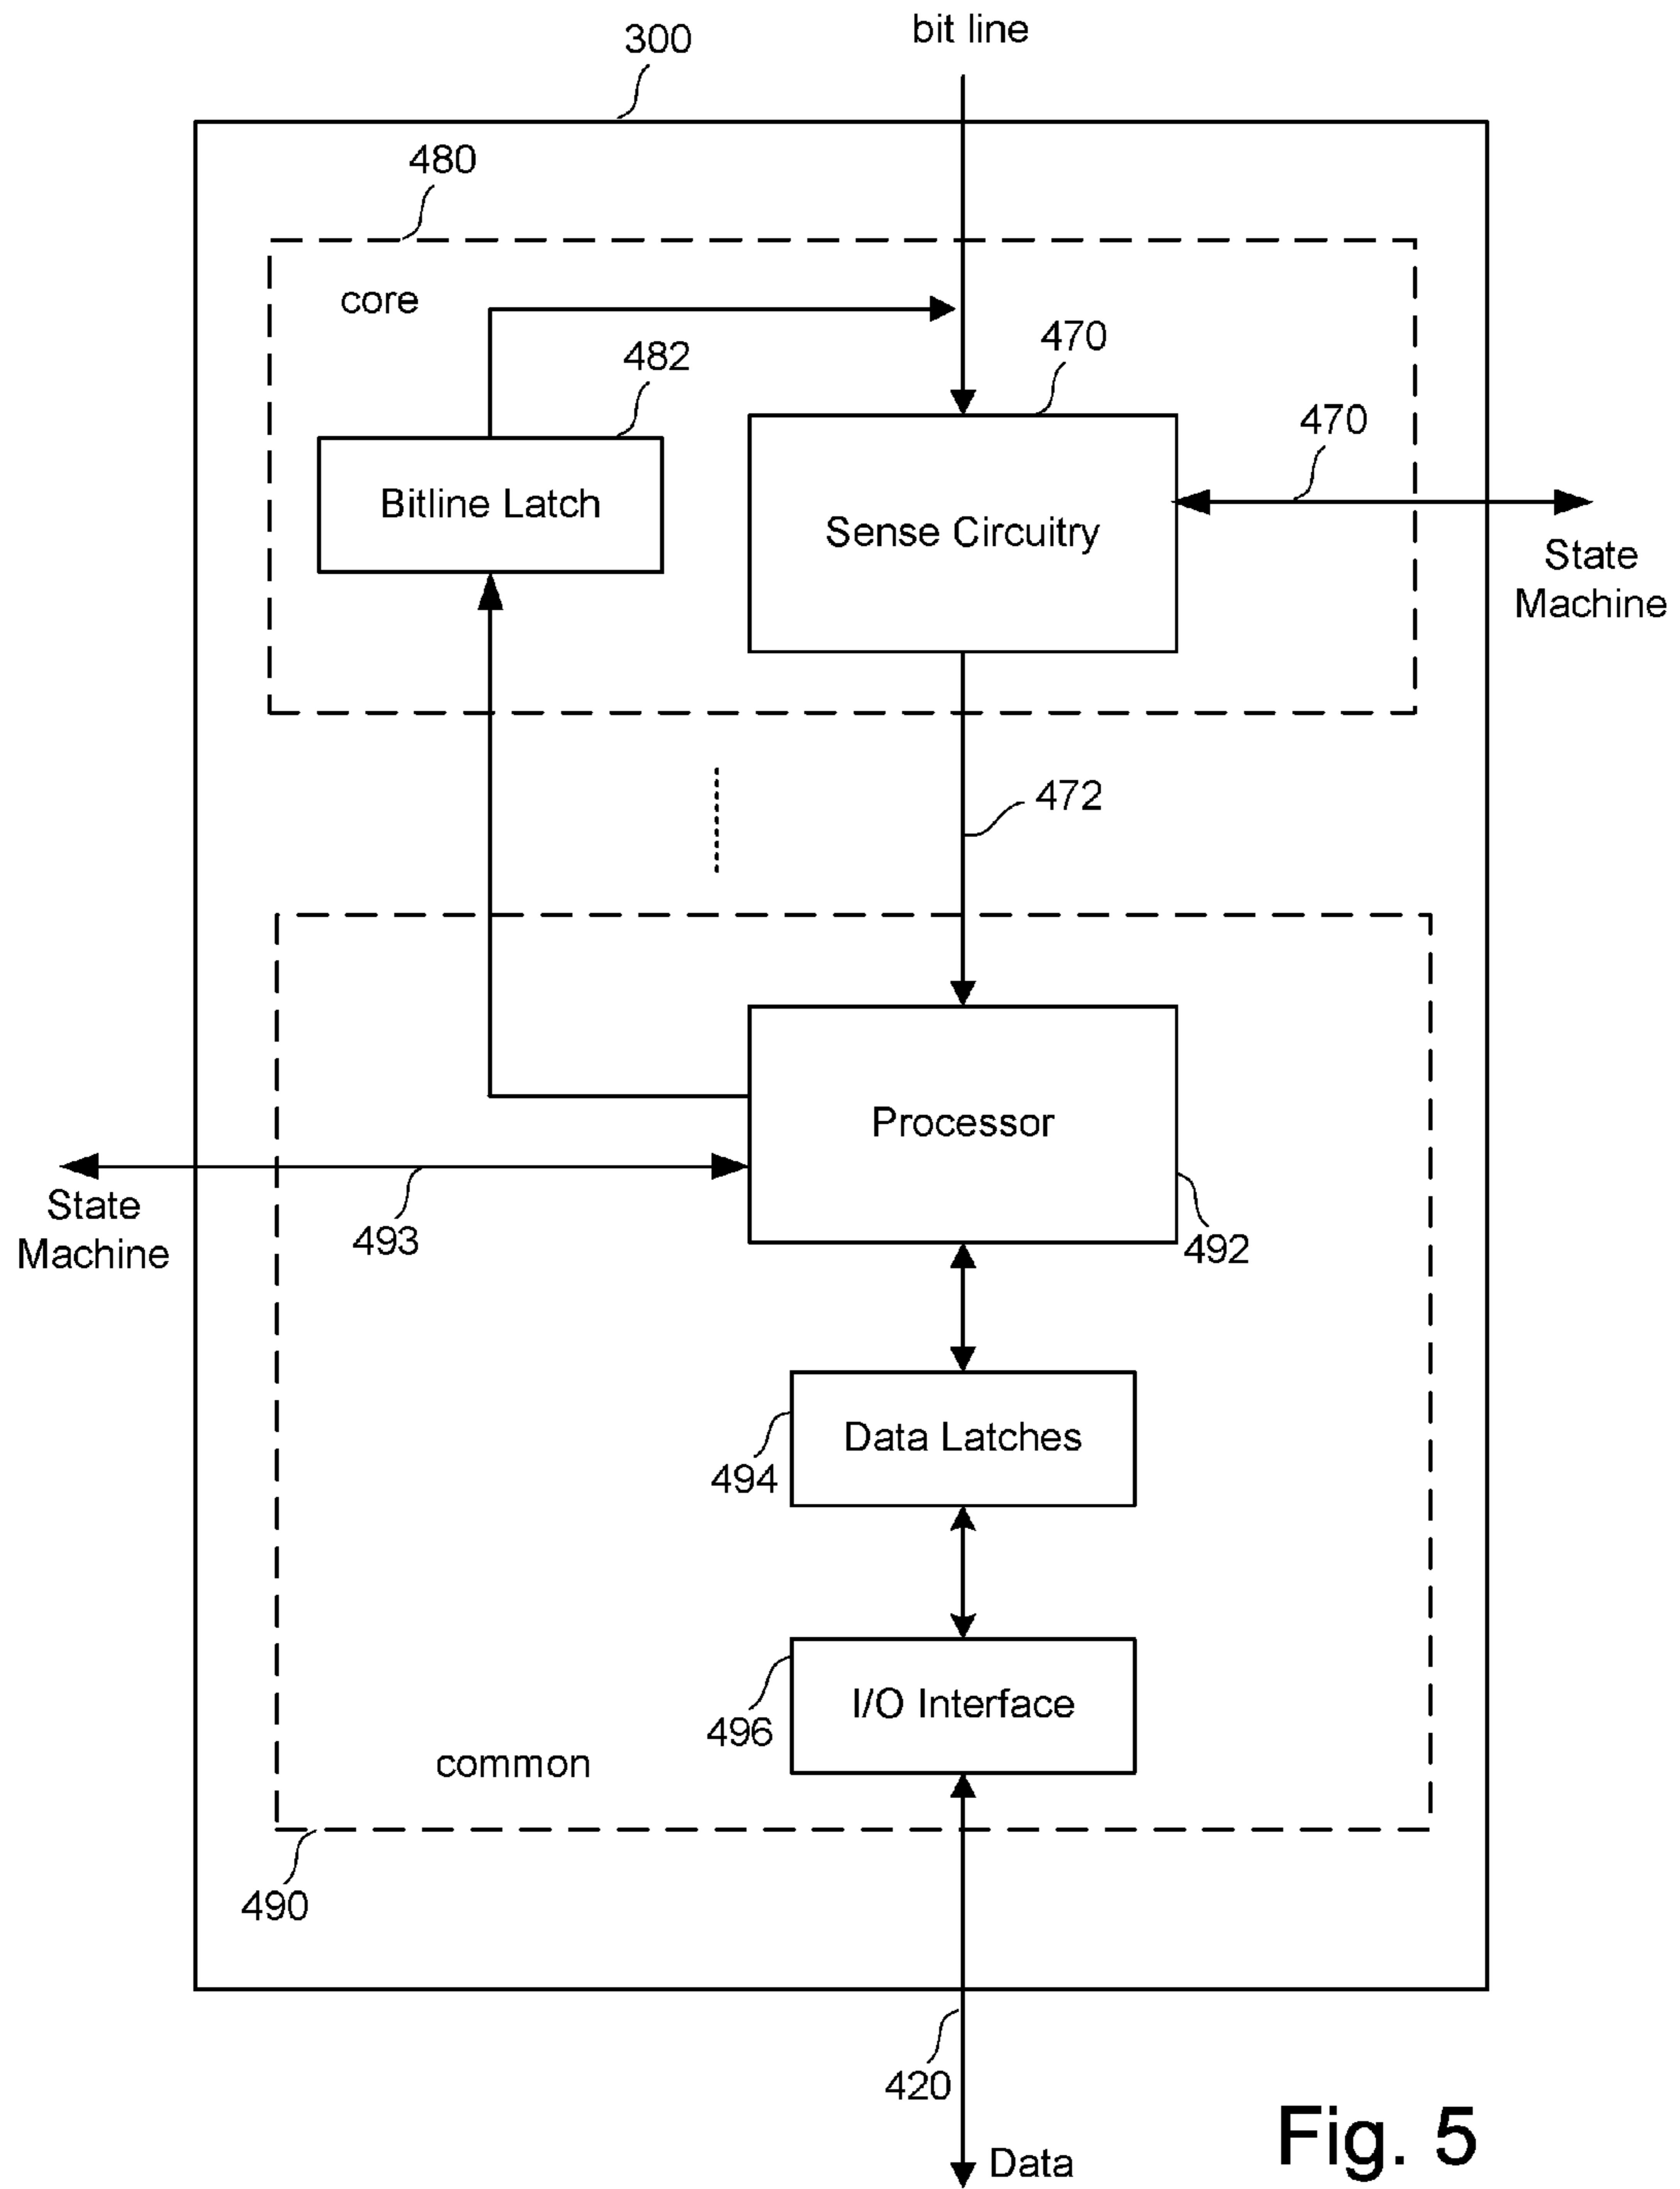 bit line
300
480
core
470
482
470
Bitline Latch
Sense Circuitry
State
Machine
472
Processor
State
Machine
493
492
Data Latches
494
I/O Interface
496
common
490
420
Data
Fig. 5